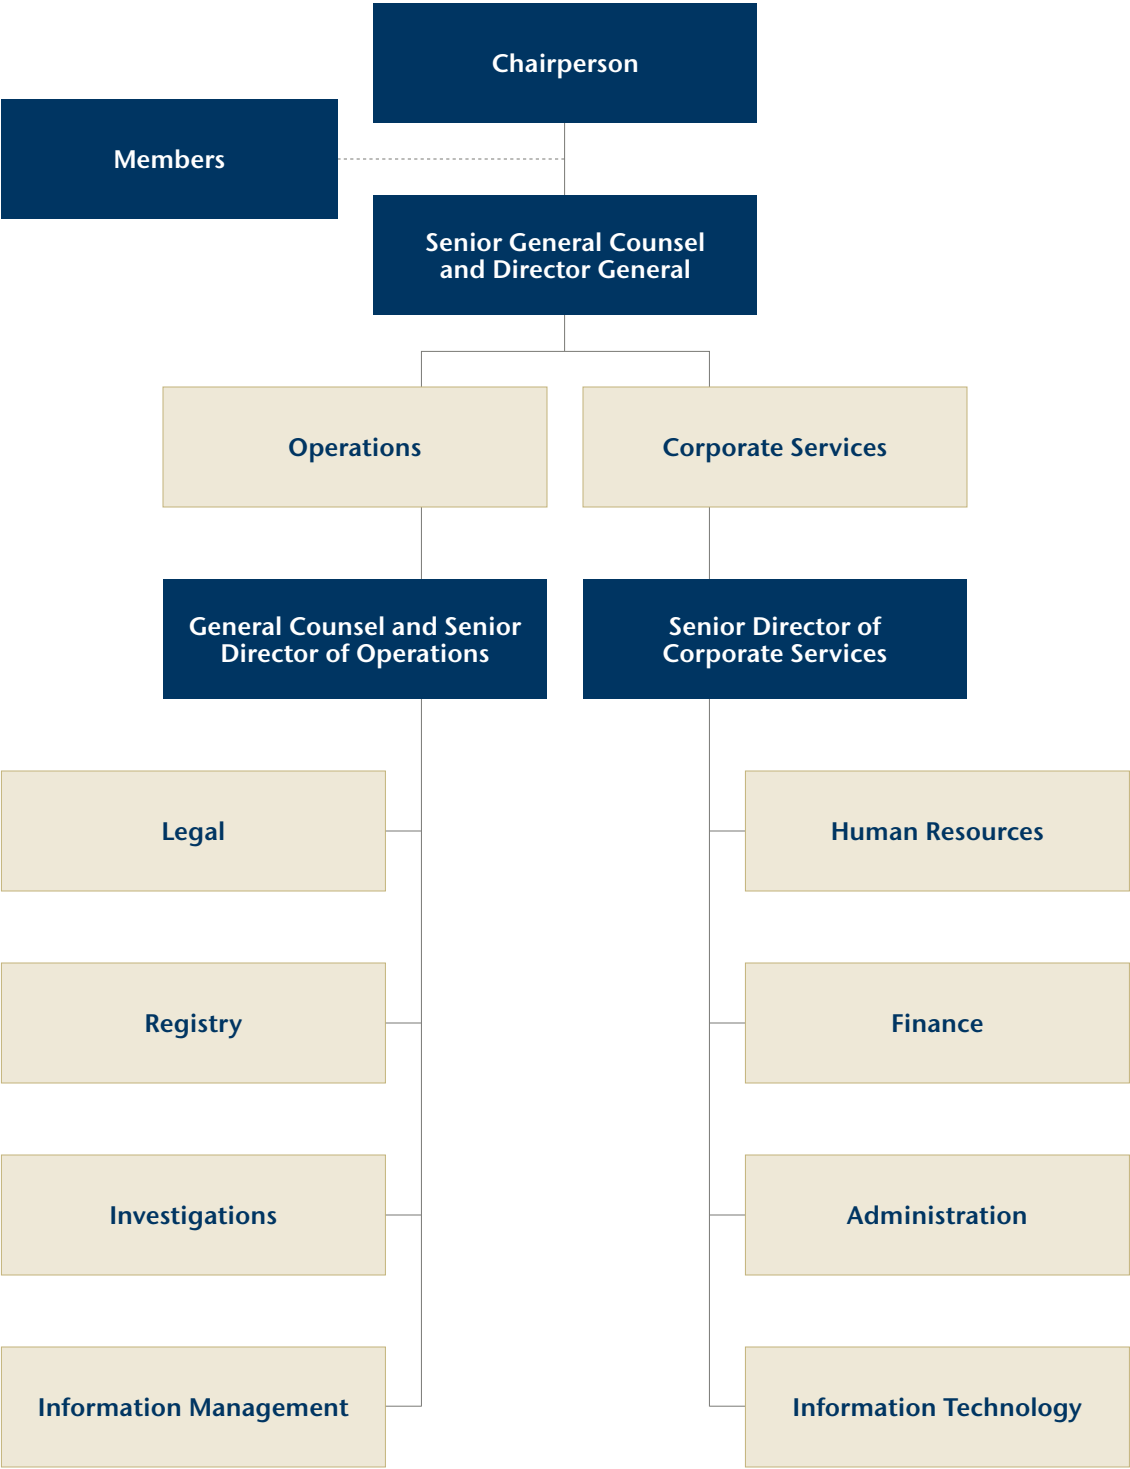 Chairperson
Members
Senior General Counsel
and Director General
Operations
Corporate Services
General Counsel and Senior
Director of Operations
Senior Director of
Corporate Services
Legal
Human Resources
Registry
Finance
Investigations
Administration
Information Management
Information Technology